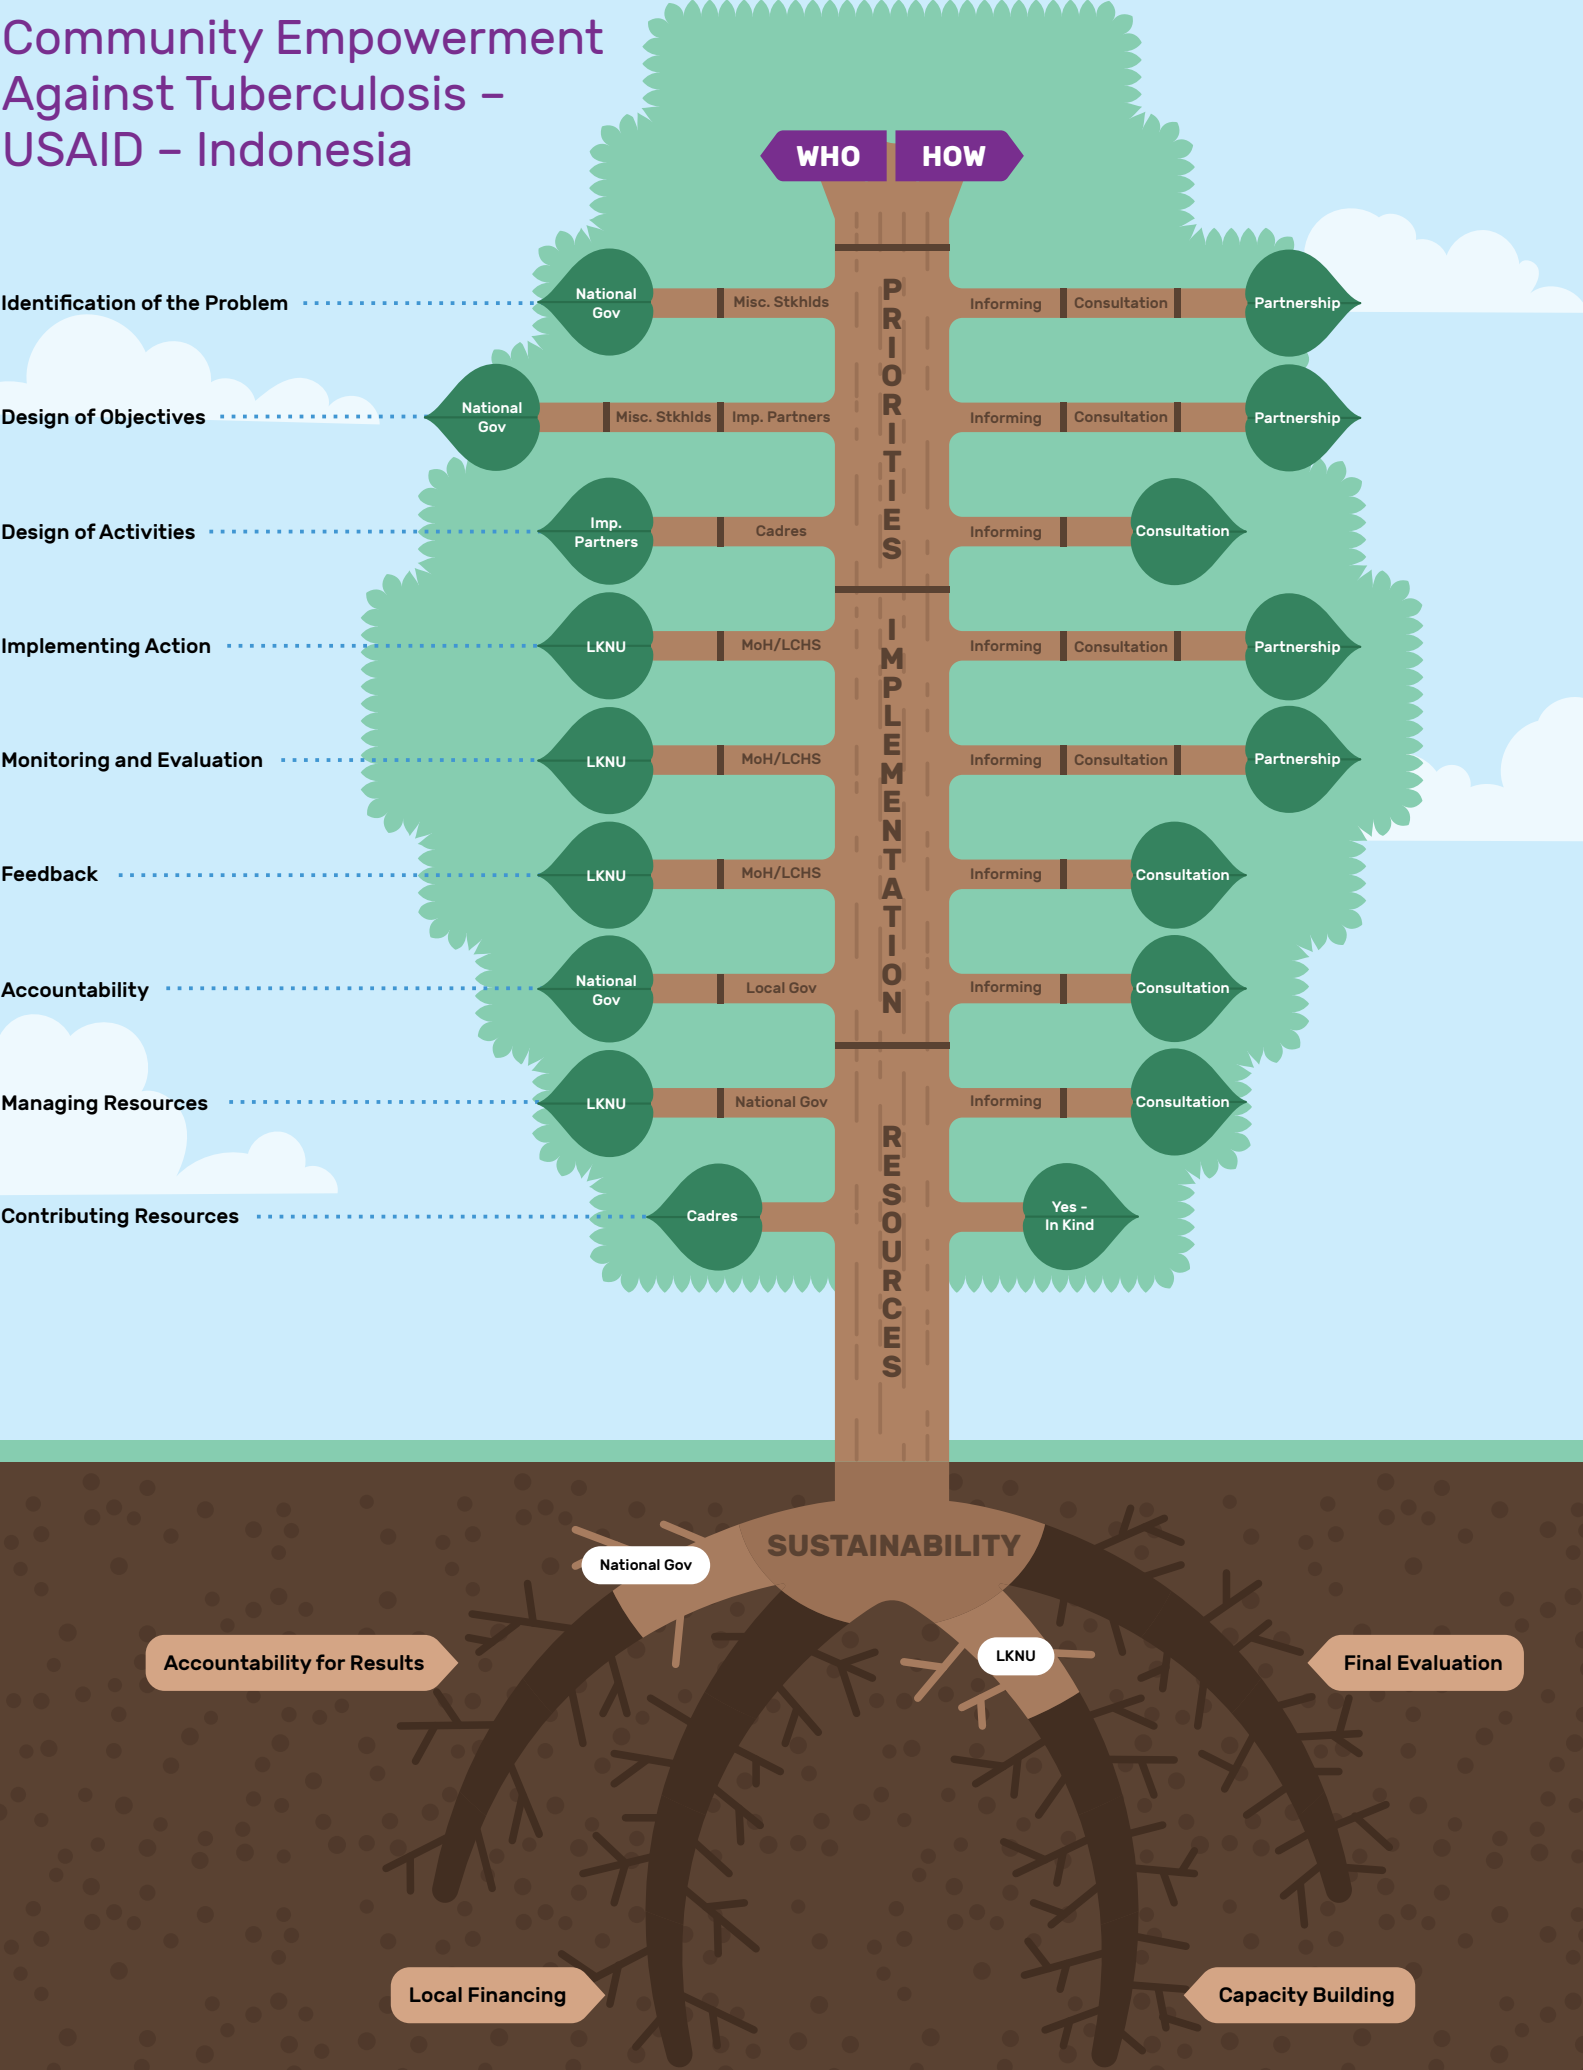 Community Empowerment
Against Tuberculosis –
USAID – Indonesia
WHO HOW
PRIORITIES
Identification of the Problem National Gov Misc. Stkhlds Informing Consultation Partnership
Design of Objectives National Gov Misc. Stkhlds Imp. Partners Informing Consultation Partnership
Design of Activities Imp. Partners Cadres Informing Consultation
IMPLEMENTATION
Implementing Action LKNU MoH/LCHS Informing Consultation Partnership
Monitoring and Evaluation LKNU MoH/LCHS Informing Consultation Partnership
Feedback LKNU MoH/LCHS Informing Consultation
Accountability National Gov Local Gov Informing Consultation
RESOURCES
Managing Resources LKNU National Gov Informing Consultation
Contributing Resources Cadres Yes - In Kind
SUSTAINABILITY
National Gov
LKNU
Accountability for Results
Final Evaluation
Local Financing
Capacity Building